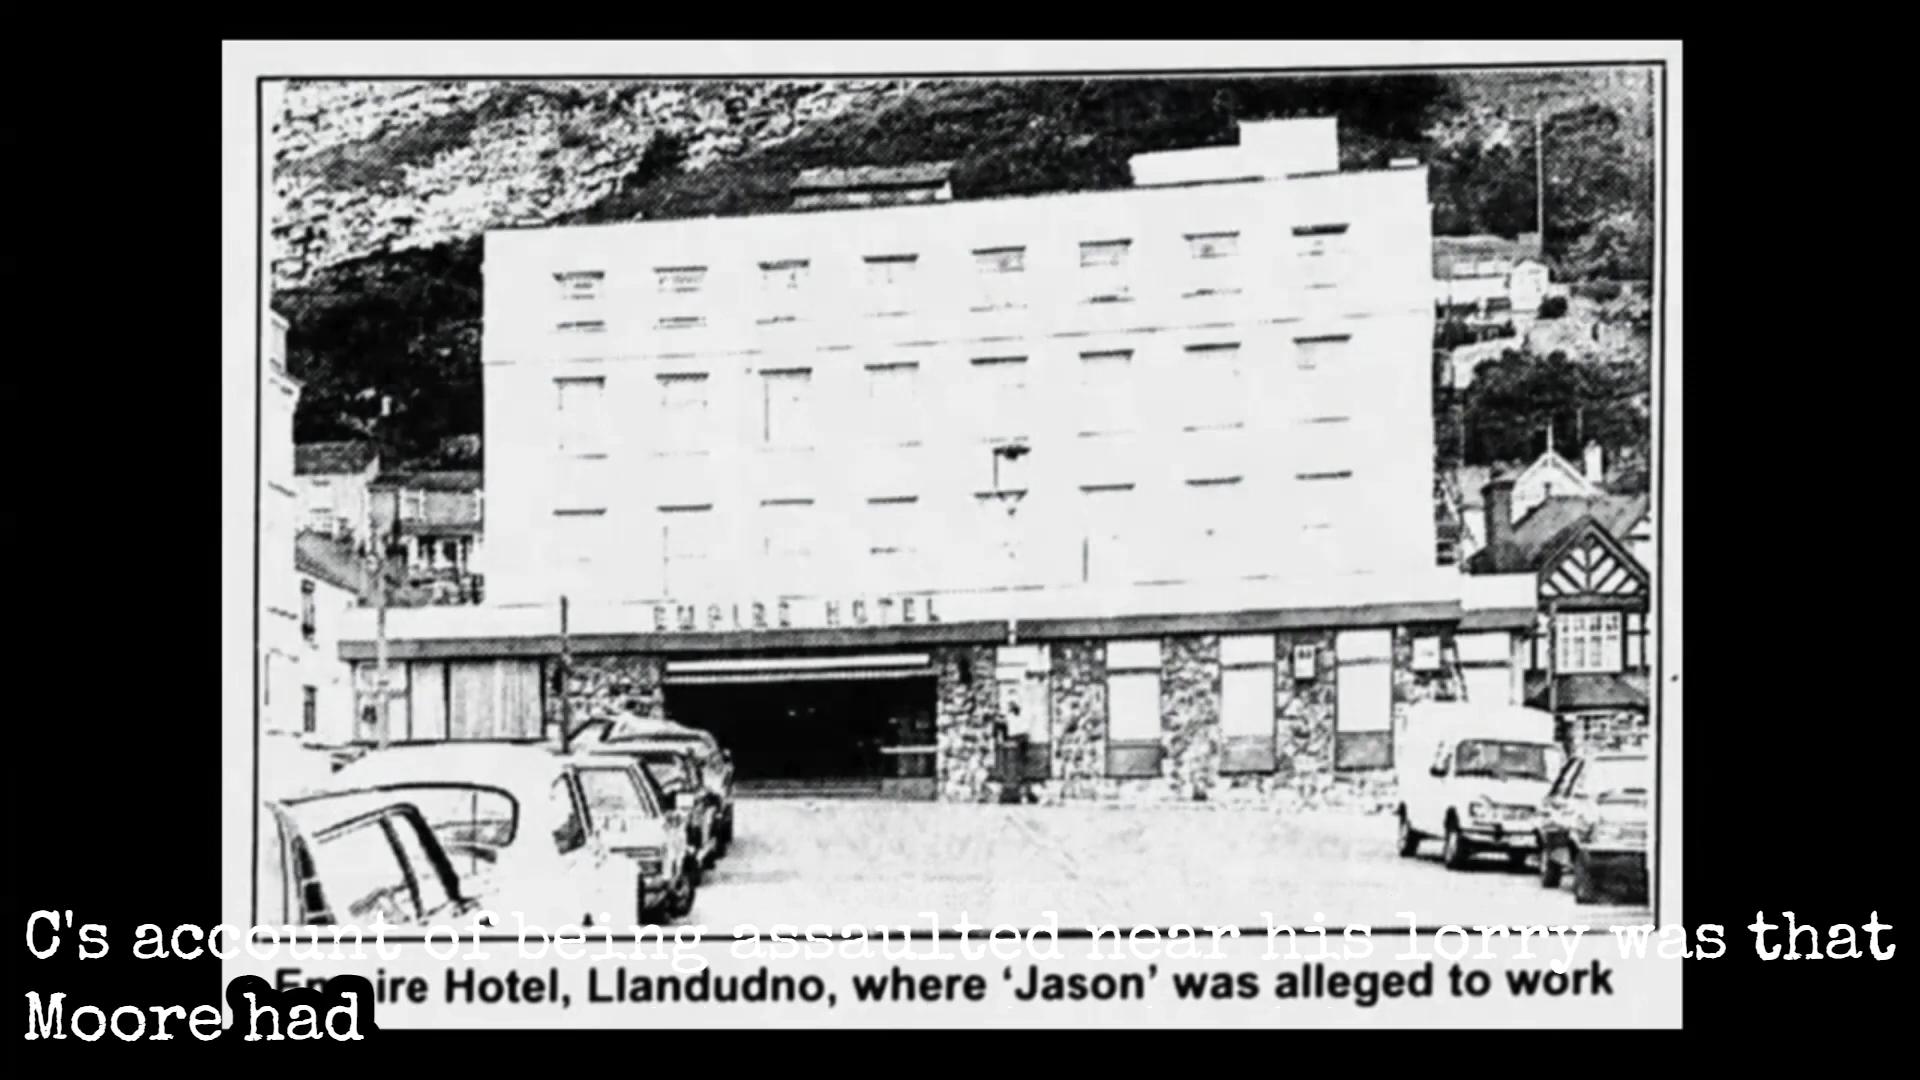 EMPIRE HOTEL
C's account of being assaulted near his lorry was that
Moore had
Empire Hotel, Llandudno, where ‘Jason’ was alleged to work